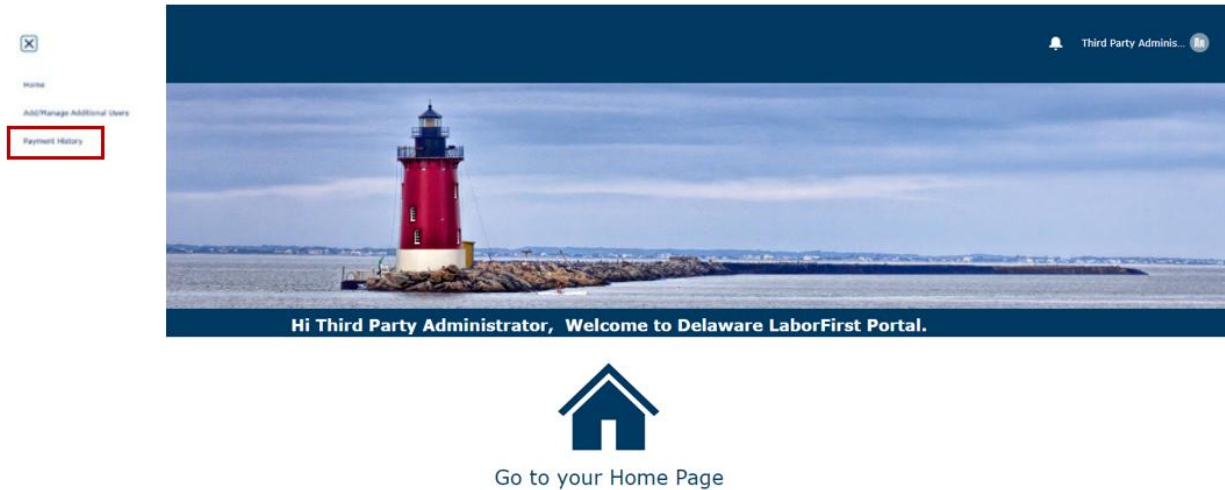 Home
Add/Manage Additional Users
Payment History
Third Party Adminis...
Hi Third Party Administrator, Welcome to Delaware LaborFirst Portal.
Go to your Home Page